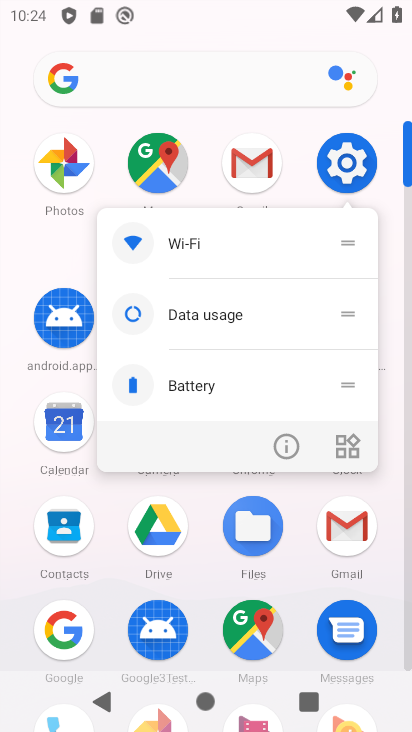 10:24
Photos
Wi-Fi
Data usage
Battery
android.app..
21
Calendar
Contacts
Drive
Files
Gmail
Google
Google3Test...
Maps
Messages